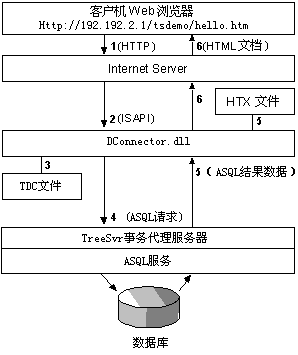 客户机Web浏览器
Http://192.192.2.1/tsdemo/hello.htm
1(HTTP)
6(HTML文档)
Internet Server
2(ISAPI)
6
HTX 文件
5
DConnector.dll
3
TDC文件
5（ASQL结果数据）
4 （ASQL请求）
TreeSvr事务代理服务器
ASQL服务
数据库